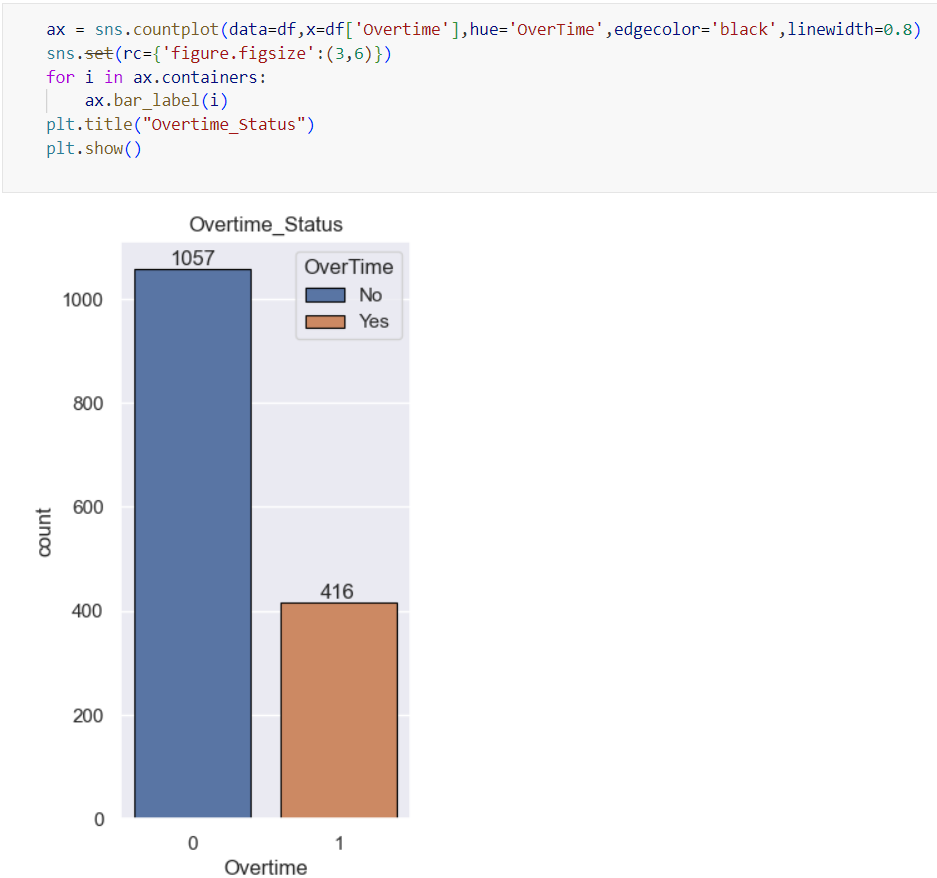 ax = sns.countplot(data=df,x=df['Overtime'],hue='OverTime',edgecolor='black',linewidth=0.8)
sns.set(rc={'figure.figsize':(3,6)})
for i in ax.containers:
    ax.bar_label(i)
plt.title("Overtime_Status")
plt.show()
Overtime_Status
1057
OverTime
No
Yes
1000
800
600
416
400
200
0
count
0 1
Overtime